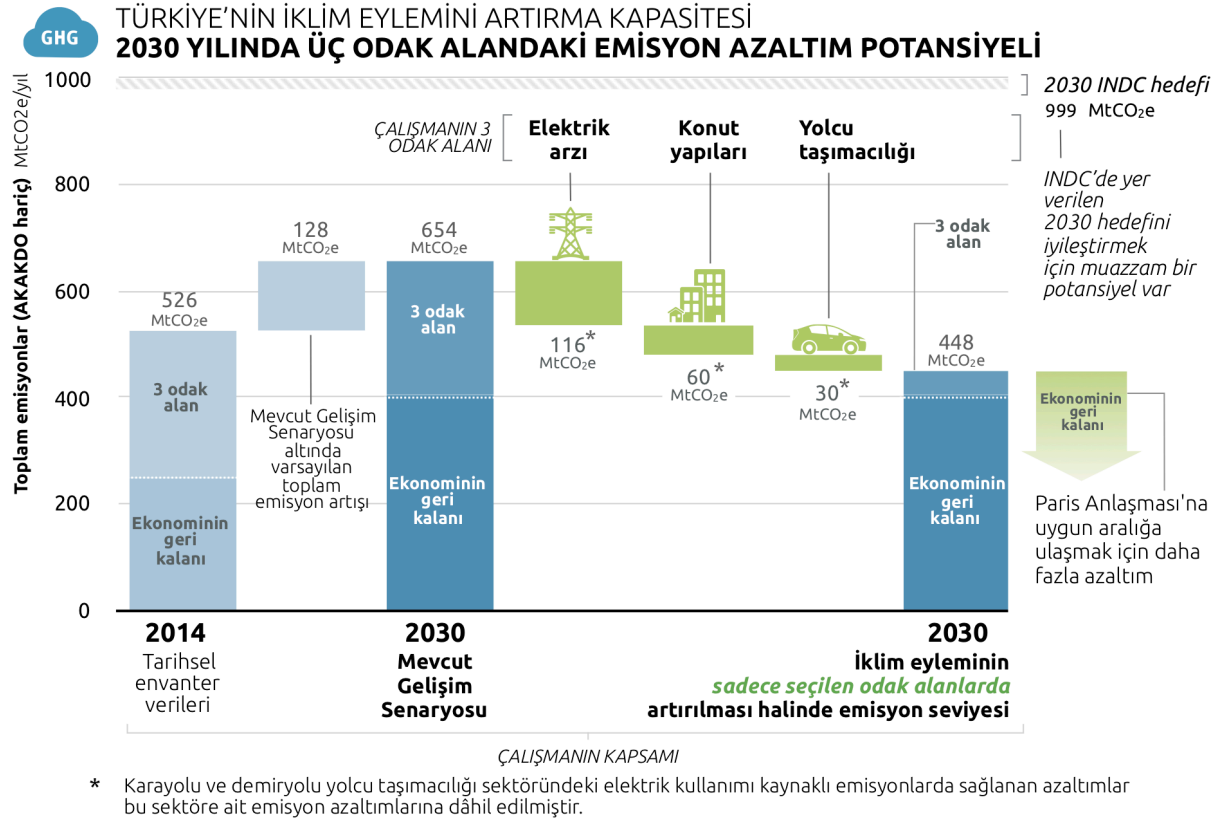 GHG
TÜRKİYE'NİN İKLİM EYLEMİNİ ARTIRMA KAPASİTESİ
2030 YILINDA ÜÇ ODAK ALANDAKİ EMİSYON AZALTIM POTANSİYELİ
Toplam emisyonlar (AKAKDO hariç) MtCO2e/yıl
1000
800
600
400
200
0
2030 INDC hedefi
999 MtCO₂e
INDC'de yer
verilen
2030 hedefini
iyileştirmek
için muazzam bir
potansiyel var
ÇALIŞMANIN 3
ODAK ALANI
Elektrik
arzı
Konut
yapıları
Yolcu
taşımacılığı
526
MtCO₂e
3 odak
alan
Ekonominin
geri
kalanı
128
MtCO₂e
Mevcut Gelişim
Senaryosu
altında
varsayılan
toplam
emisyon artışı
654
MtCO₂e
3 odak
alan
Ekonominin
geri
kalanı
116*
MtCO₂e
60*
MtCO₂e
30*
MtCO₂e
3 odak
alan
448
MtCO₂e
Ekonominin
geri
kalanı
Ekonominin
geri
kalanı
Paris Anlaşması'na
uygun aralığa
ulaşmak için daha
fazla azaltım
2014
Tarihsel
envanter
verileri
2030
Mevcut
Gelişim
Senaryosu
2030
İklim eyleminin
sadece seçilen odak alanlarda
artırılması halinde emisyon seviyesi
ÇALIŞMANIN KAPSAMI
* Karayolu ve demiryolu yolcu taşımacılığı sektöründeki elektrik kullanımı kaynaklı emisyonlarda sağlanan azaltımlar
bu sektöre ait emisyon azaltımlarına dâhil edilmiştir.